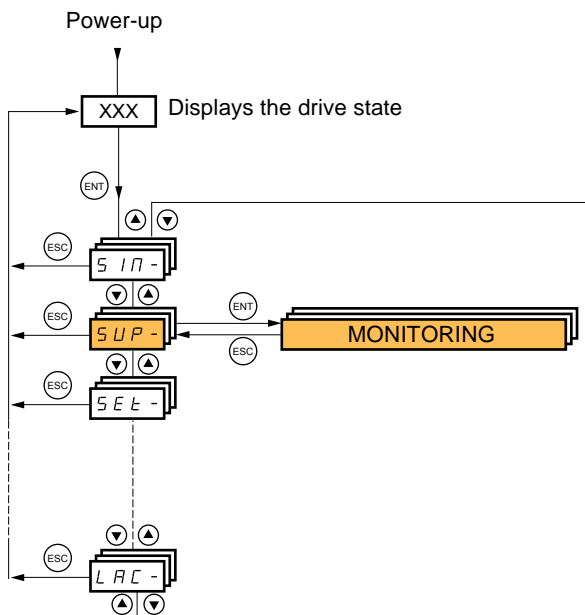 Power-up
XXX Displays the drive state
ENT
ESC
SIM-
ENT
ESC
SUP-
MONITORING
ESC
ESC
SEt-
ESC
LAC-